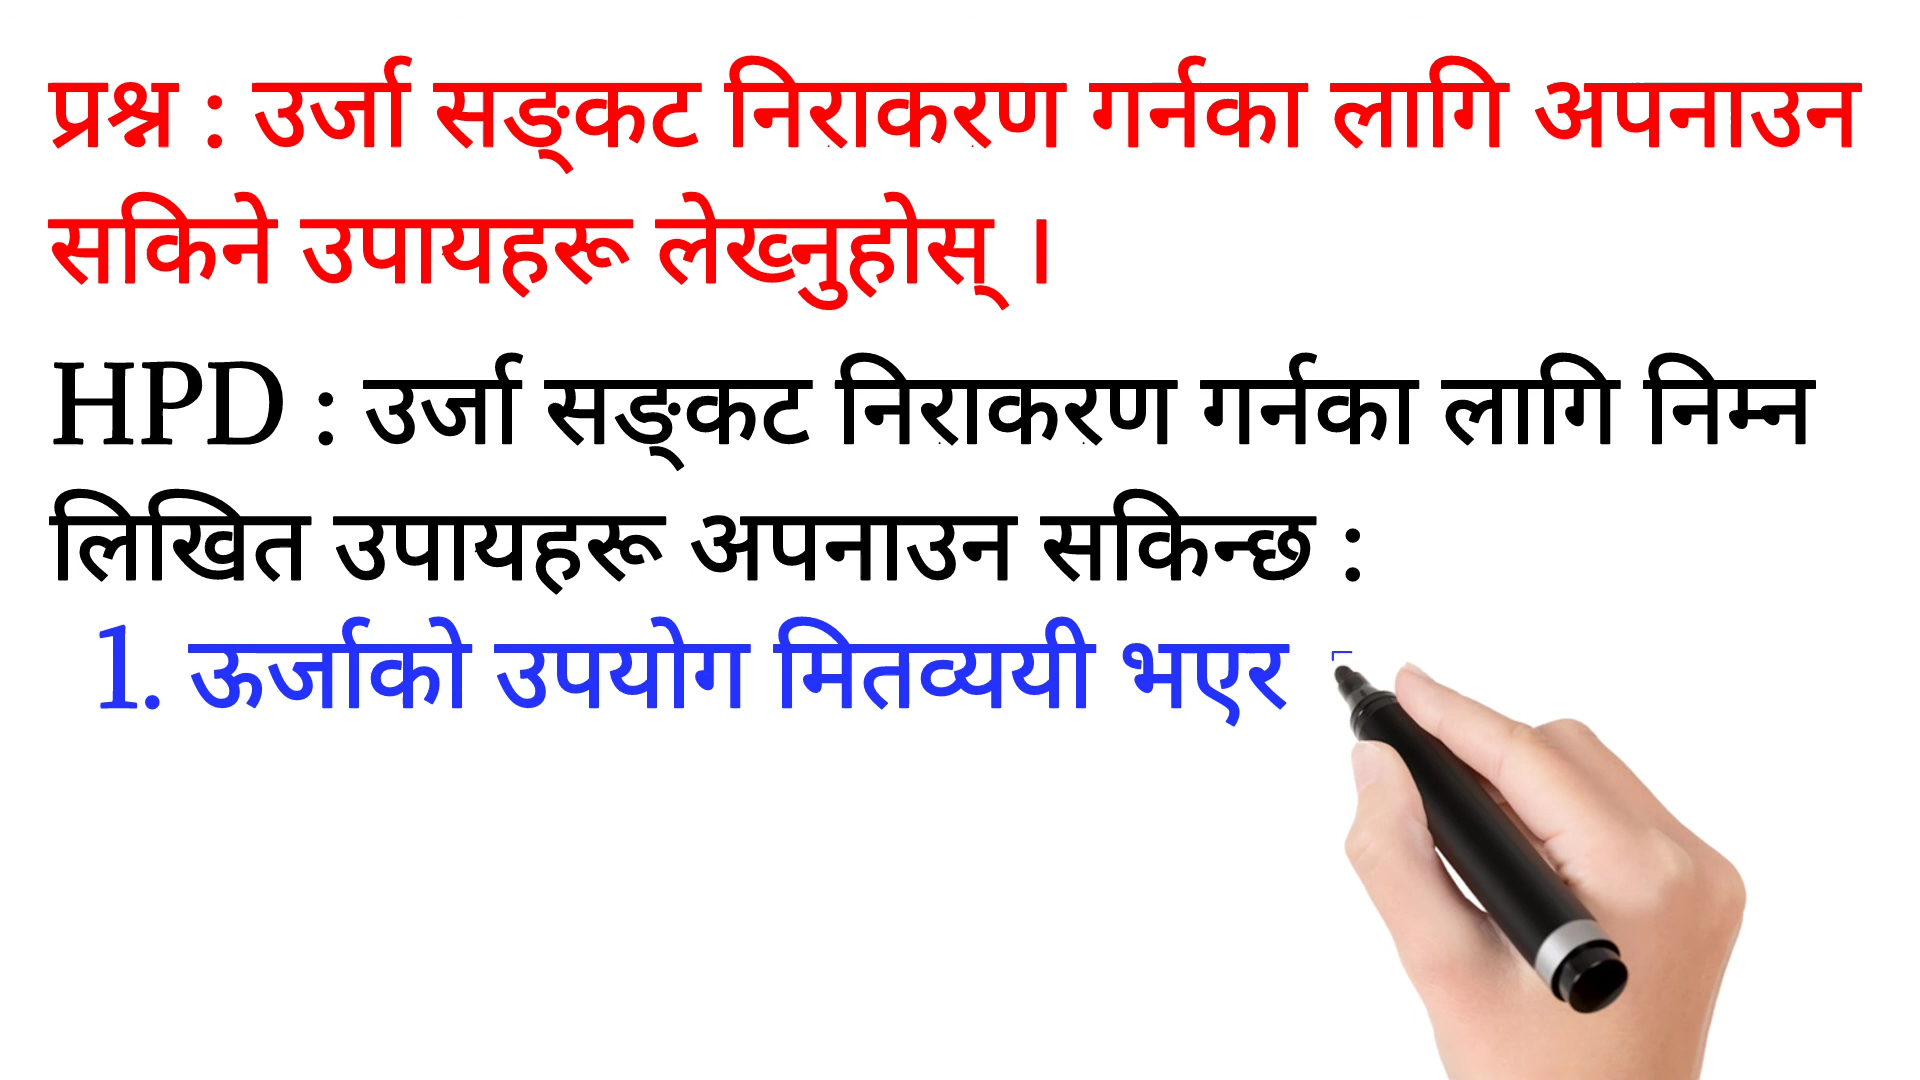 प्रश्न : उर्जा सङ्कट निराकरण गर्नका लागि अपनाउन
सकिने उपायहरू लेख्नुहोस् ।
HPD : उर्जा सङ्कट निराकरण गर्नका लागि निम्न
लिखित उपायहरू अपनाउन सकिन्छ :
1. ऊर्जाको उपयोग मितव्ययी भएर